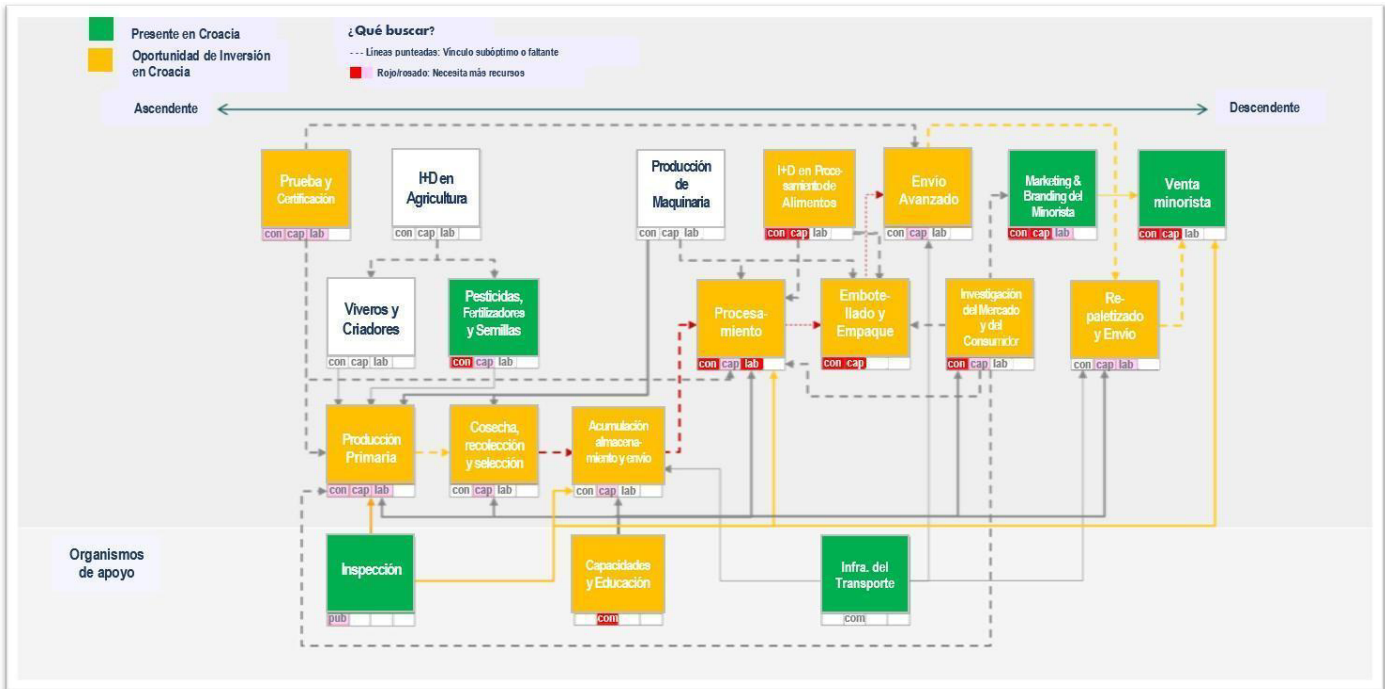 Presente en Croacia
Oportunidad de Inversión
en Croacia
¿Qué buscar?
--- Líneas punteadas: Vínculo subóptimo o faltante
Rojo/rosado: Necesita más recursos
Ascendente
Descendente
Prueba y
Certificación
con cap lab
I+D en
Agricultura
con cap lab
Producción
de
Maquinaria
con cap lab
I+D en Proce-
samiento de
Alimentos
con cap lab
Envio
Avanzado
con cap lab
Marketing &
Branding del
Minorista
con cap lab
Venta
minorista
con cap lab
Viveros y
Criadores
con cap lab
Pesticidas,
Fertilizadores
y Semillas
con cap lab
Procesa-
miento
con cap lab
Embote-
llado y
Empaque
con cap
Investigación
del Mercado y
del
Consumidor
con cap lab
Re-
paletizado
y Envio
con cap lab
Producción
Primaria
con cap lab
Cosecha,
recolección
y selección
con cap lab
Acumulación
almacena-
miento y envío
con cap lab
Organismos
de apoyo
Inspección
pub
Capacidades
y Educación
com
Infra. del
Transporte
com